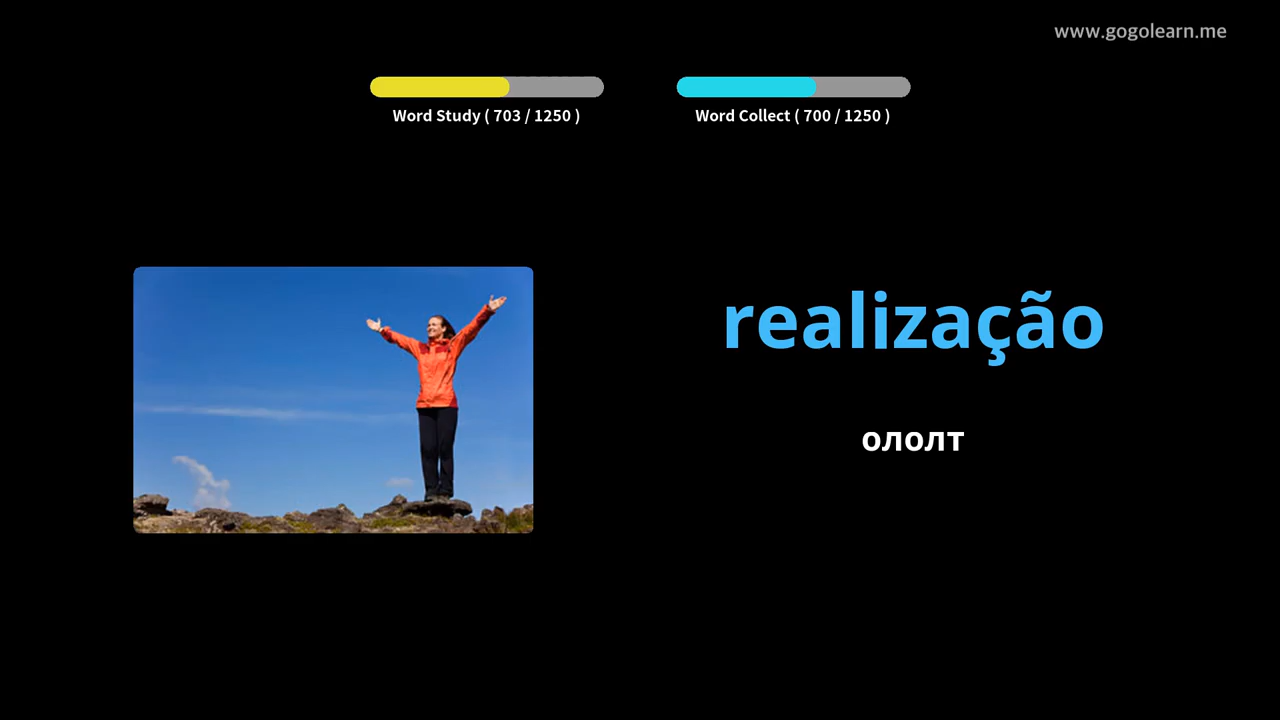 www.gogolearn.me
Word Study ( 703 / 1250 )
Word Collect ( 700 / 1250 )
realização
ололт